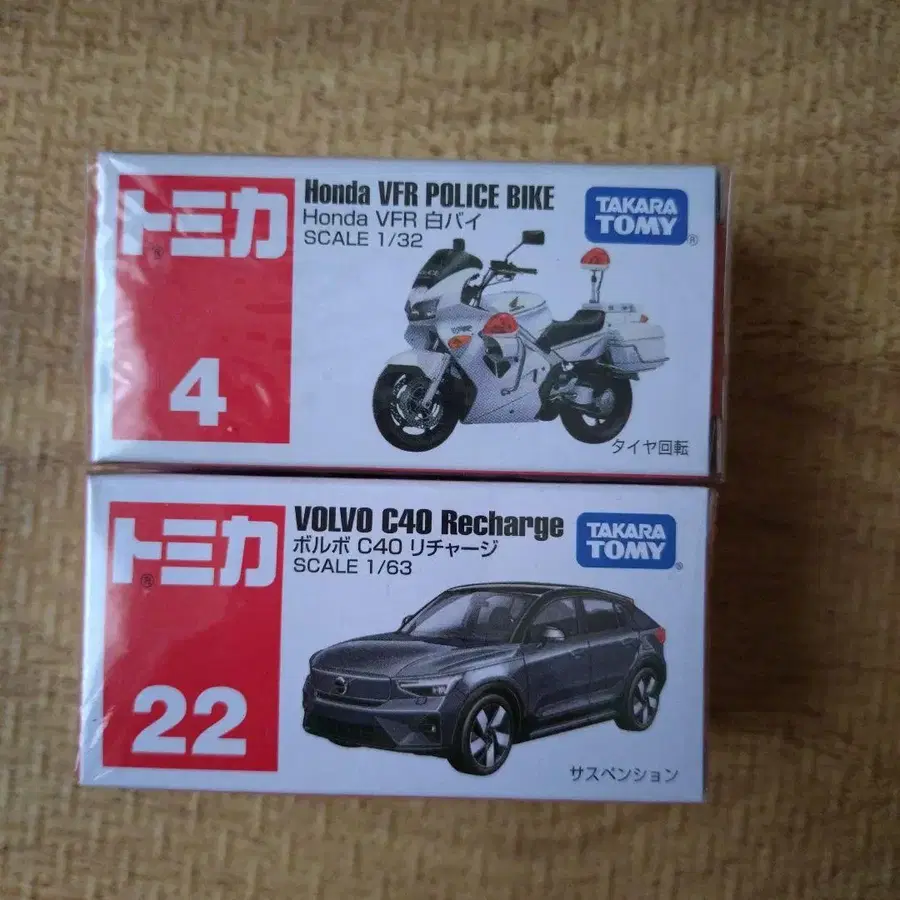 トミカ
4
Honda VFR POLICE BIKE
Honda VFR 白バイ
SCALE 1/32
TAKARA
TOMY
®
タイヤ回転
トミカ
22
VOLVO C40 Recharge
ボルボ C40 リチャージ
SCALE 1/63
TAKARA
TOMY
®
サスペンション